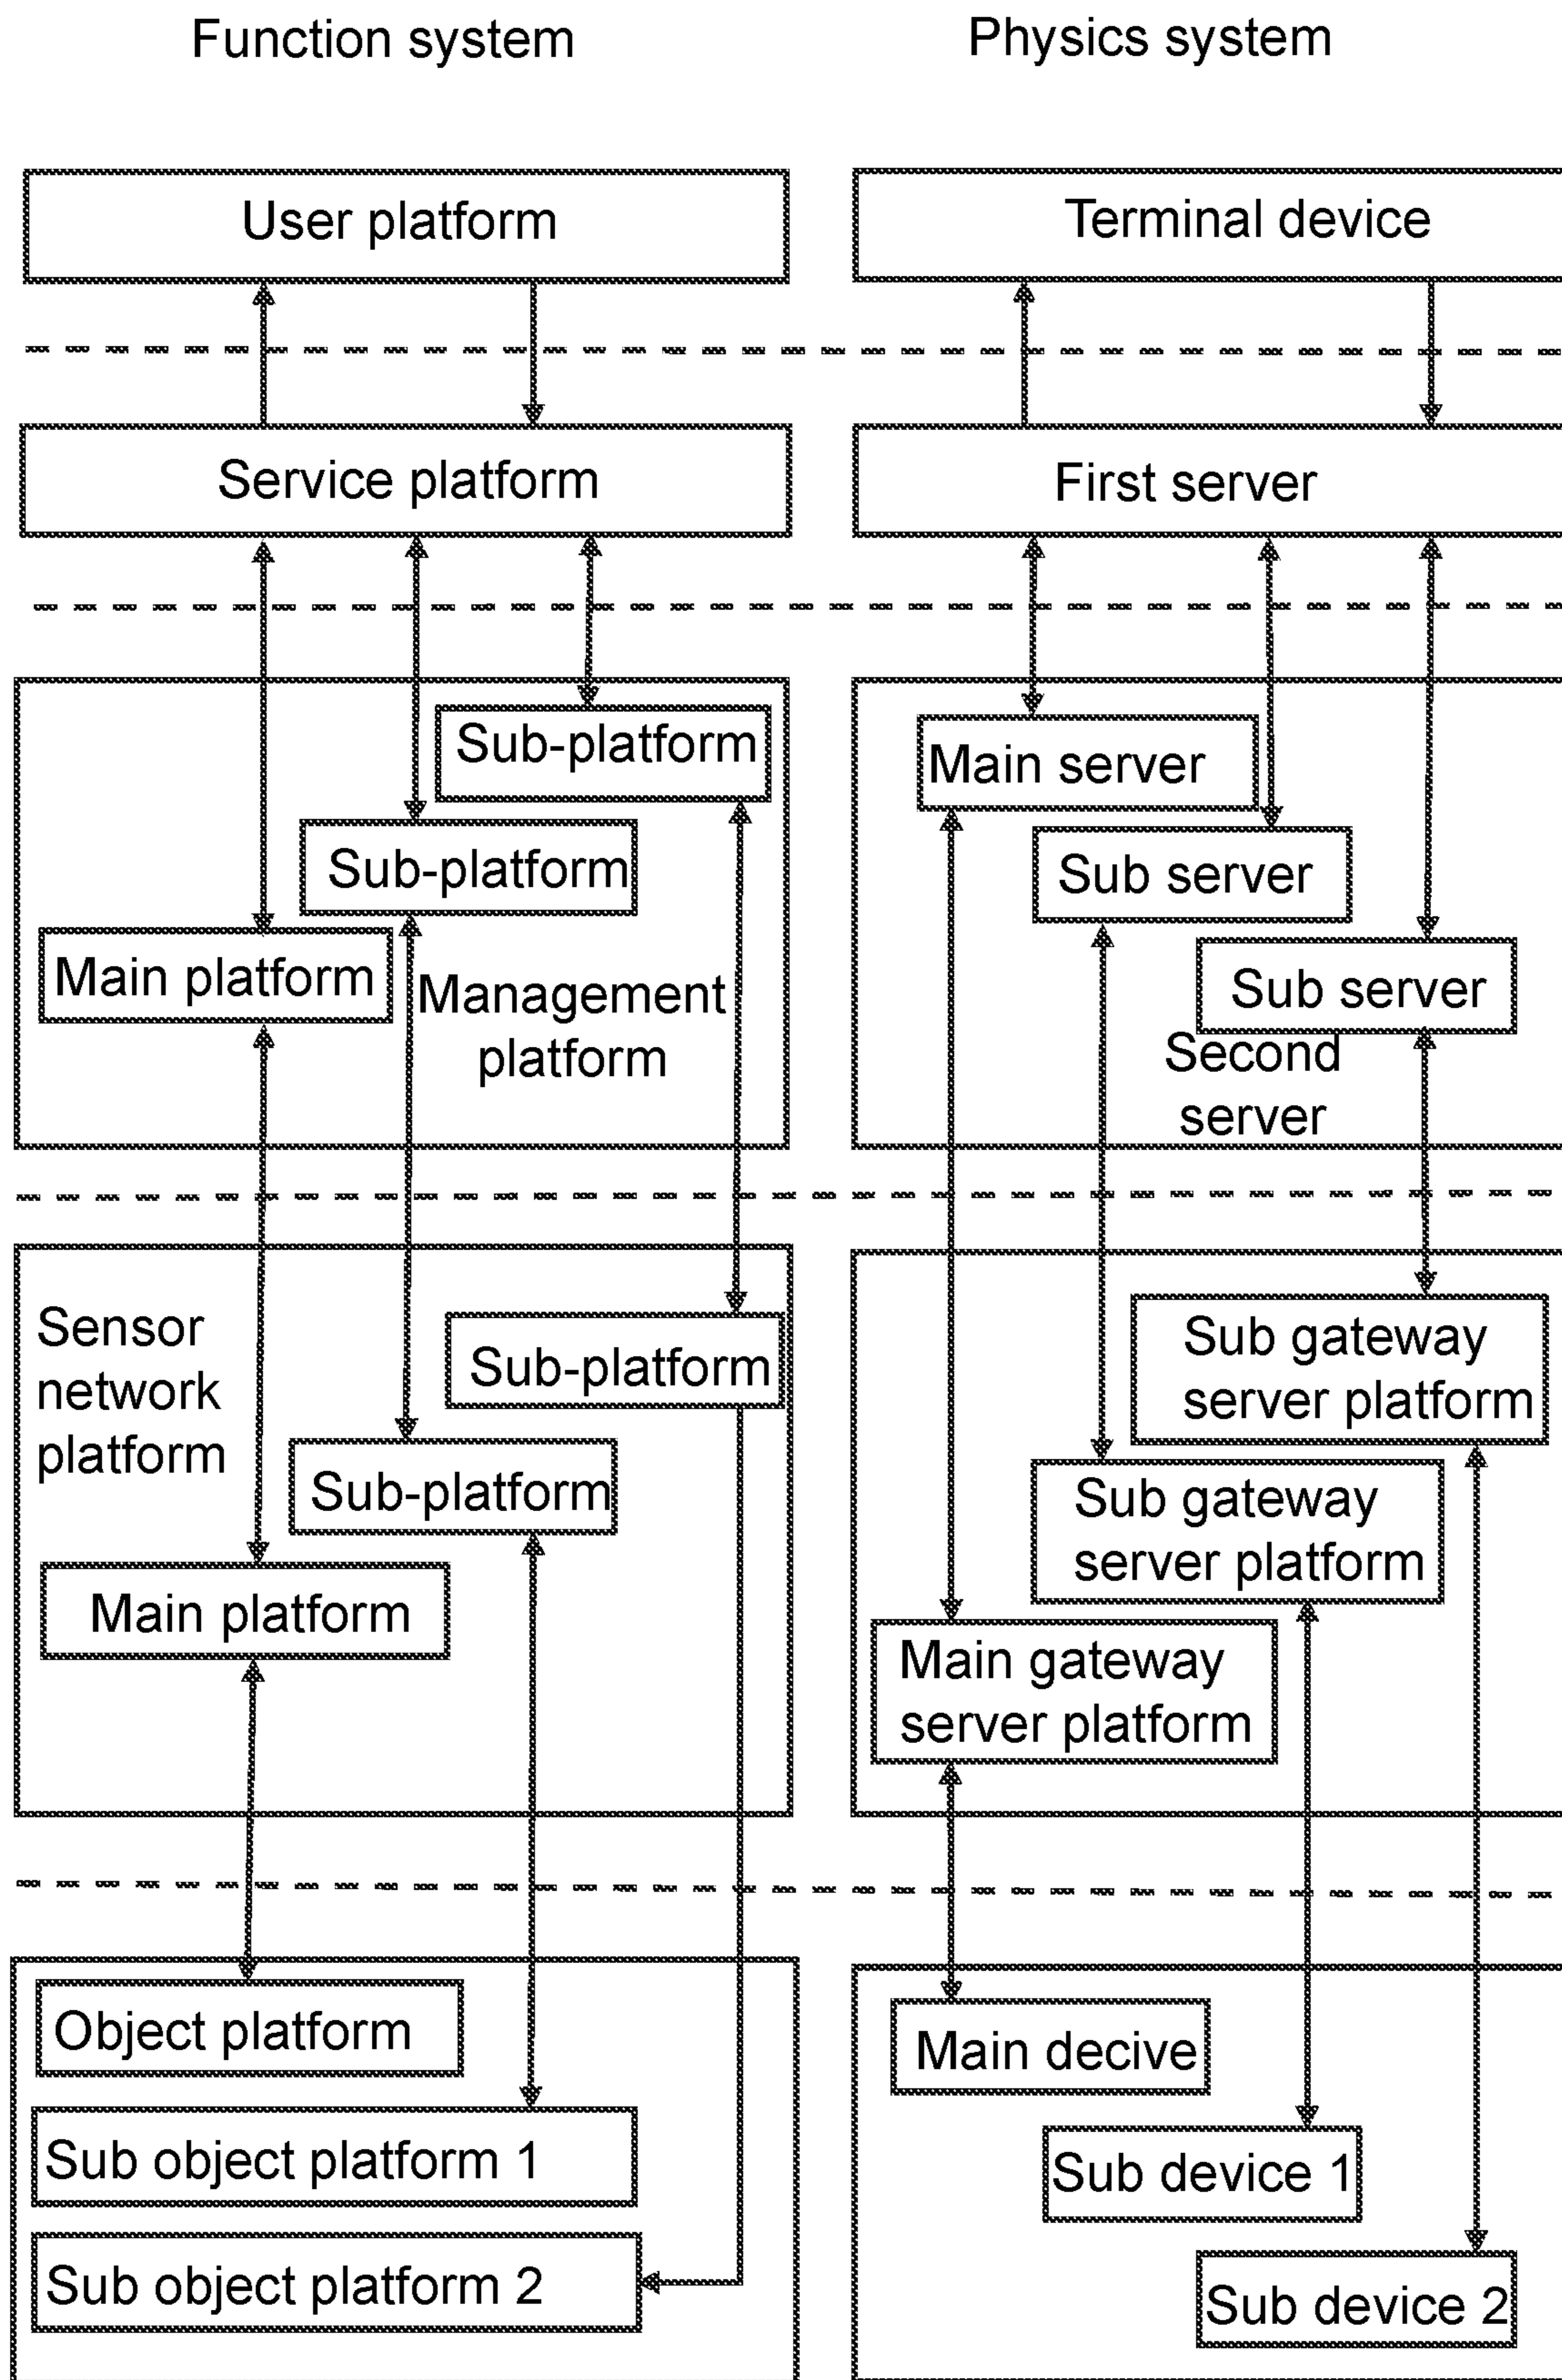 Function system
Physics system
User platform
Terminal device
Service platform
First server
Sub-platform
Sub-platform
Main platform
Management
platform
Main server
Sub server
Sub server
Second
server
Sensor
network
platform
Sub-platform
Sub-platform
Main platform
Sub gateway
server platform
Sub gateway
server platform
Main gateway
server platform
Object platform
Sub object platform 1
Sub object platform 2
Main decive
Sub device 1
Sub device 2